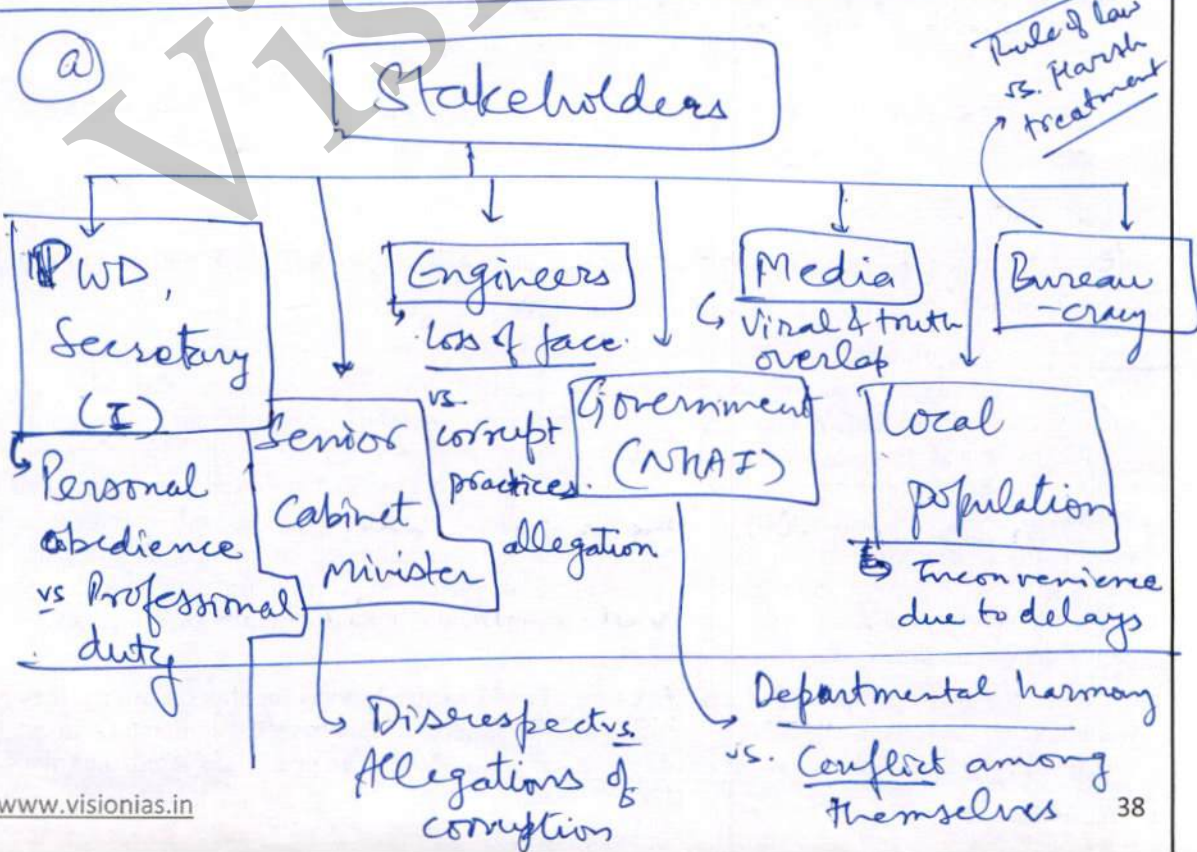 (a)
Stakeholders
Rule of law
vs. Harsh
treatment
PWD,
Secretary
(I)
Personal
obedience
vs Professional
duty
Senior
Cabinet
Minister
Disrespect vs.
Allegations of
corruption
Engineers
Loss of face
vs.
corrupt
practices.
allegation
Government
(NHAI)
Departmental harmony
vs. Conflict among
themselves
Media
Viral & truth
overlap
Local
population
Inconvenience
due to delays
Bureau
cracy
www.visionias.in
38